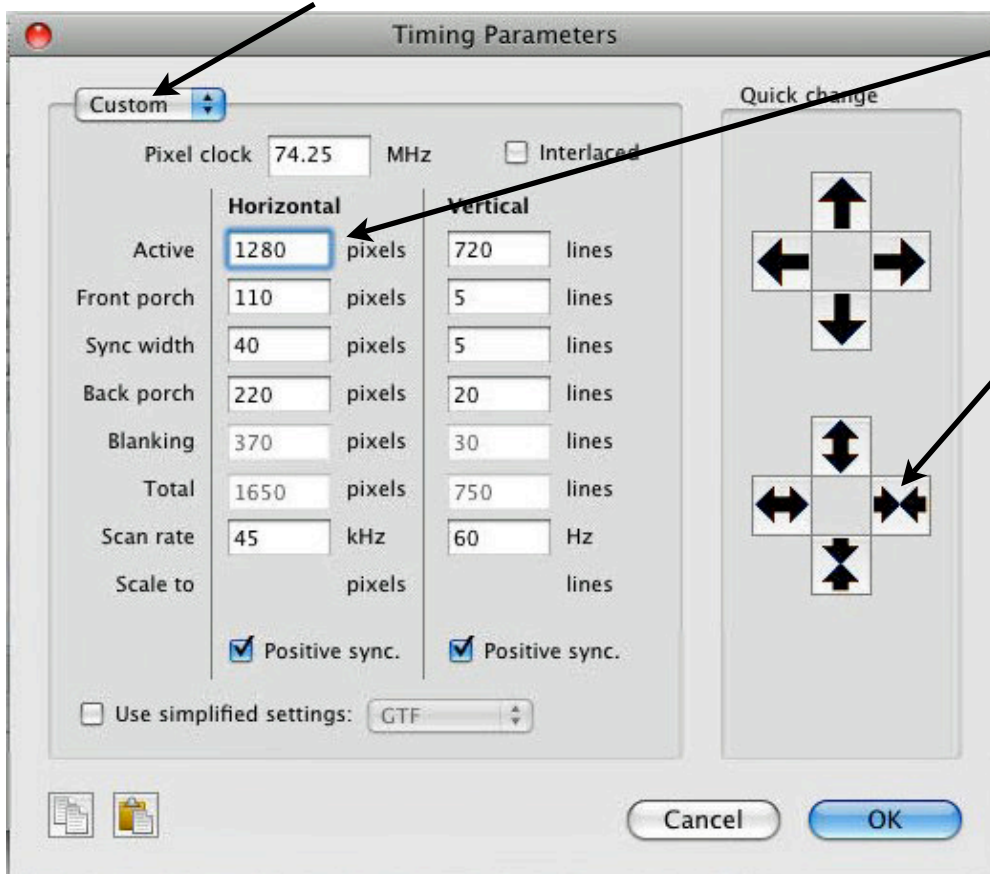 Timing Parameters
Custom
Quick change
Pixel clock 74.25 MHz Interlaced
Horizontal Vertical
Active 1280 pixels 720 lines
Front porch 110 pixels 5 lines
Sync width 40 pixels 5 lines
Back porch 220 pixels 20 lines
Blanking 370 pixels 30 lines
Total 1650 pixels 750 lines
Scan rate 45 kHz 60 Hz
Scale to pixels lines
Positive sync. Positive sync.
Use simplified settings: GTF
Cancel OK